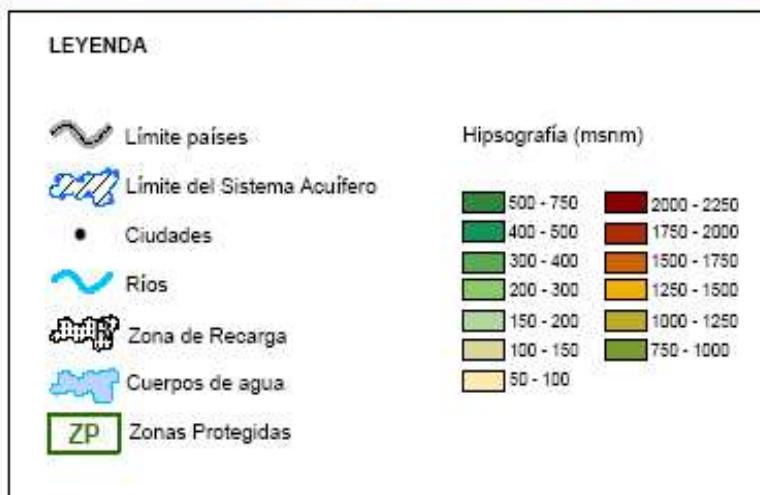 LEYENDA
Límite países
Límite del Sistema Acuífero
Ciudades
Ríos
Zona de Recarga
Cuerpos de agua
ZP Zonas Protegidas
Hipsografía (msnm)
500 - 750
400 - 500
300 - 400
200 - 300
150 - 200
100 - 150
50 - 100
2000 - 2250
1750 - 2000
1500 - 1750
1250 - 1500
1000 - 1250
750 - 1000